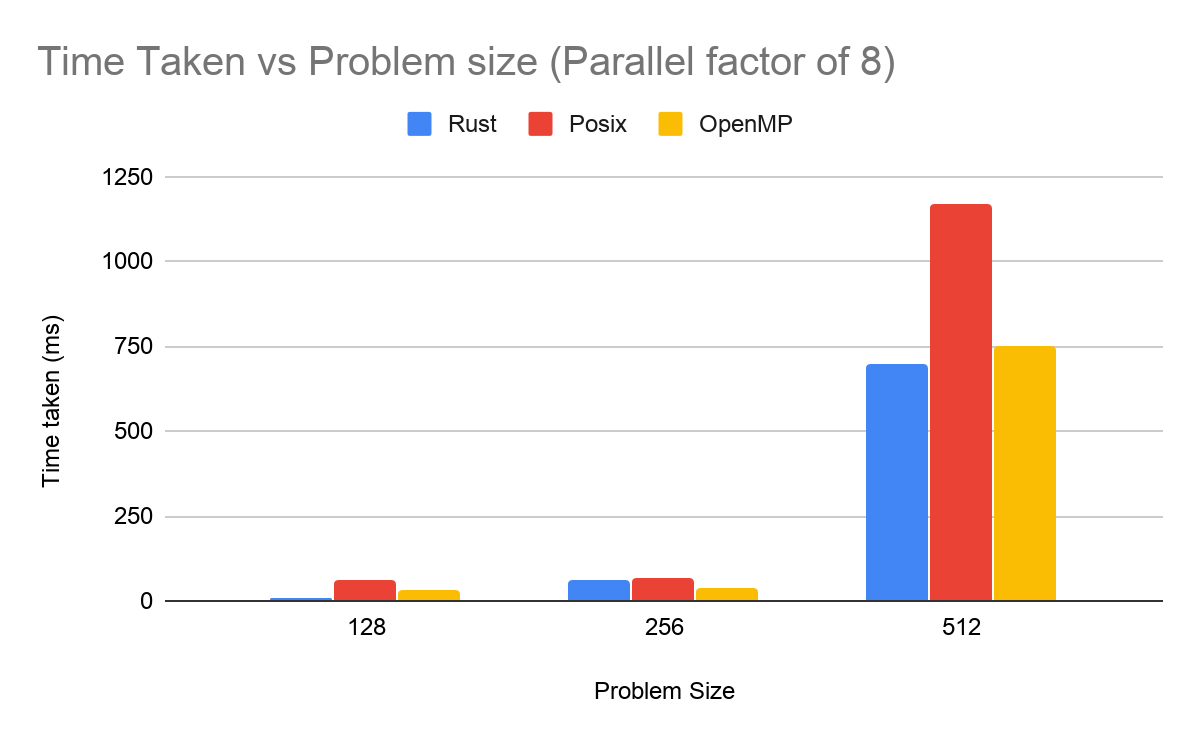 Time Taken vs Problem size (Parallel factor of 8)
Rust Posix OpenMP
1250
1000
750
500
250
0
Time taken (ms)
128 256 512
Problem Size